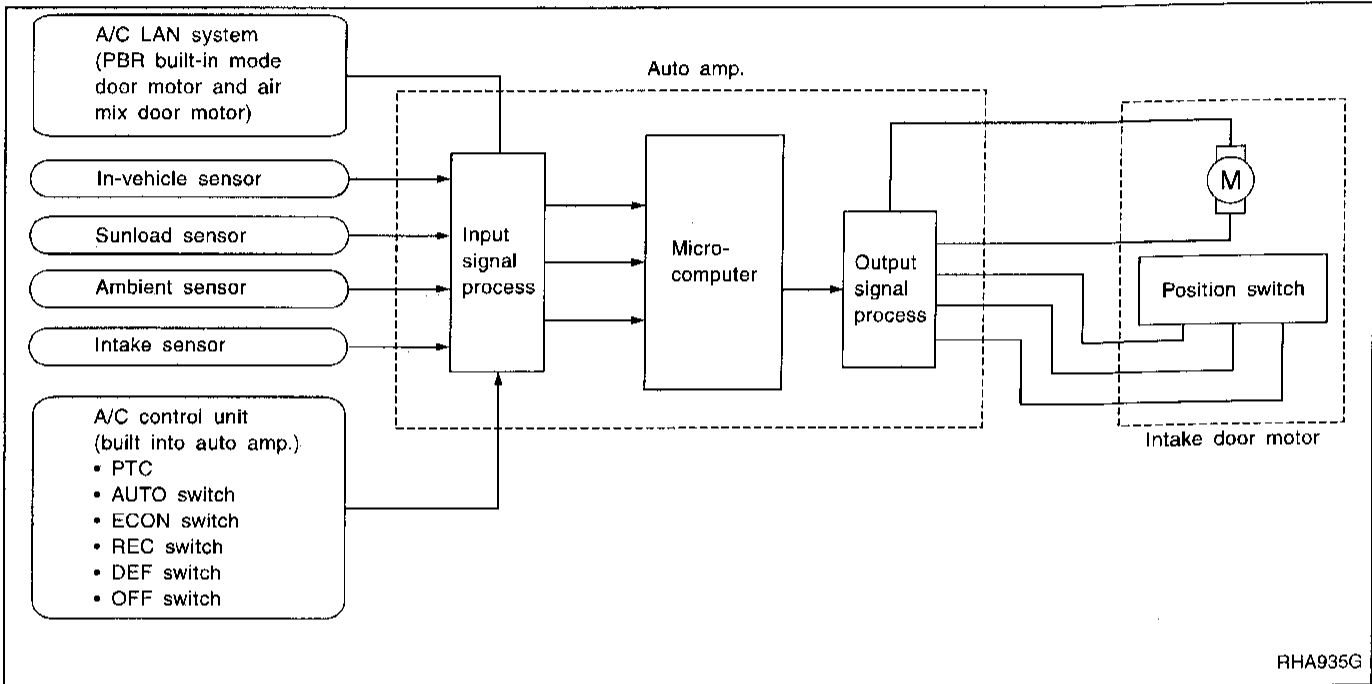 A/C LAN system
(PBR built-in mode
door motor and air
mix door motor)
Auto amp.
In-vehicle sensor
Sunload sensor
Ambient sensor
Intake sensor
Input
signal
process
Micro-
computer
Output
signal
process
M
Position switch
Intake door motor
A/C control unit
(built into auto amp.)
• PTC
• AUTO switch
• ECON switch
• REC switch
• DEF switch
• OFF switch
RHA935G